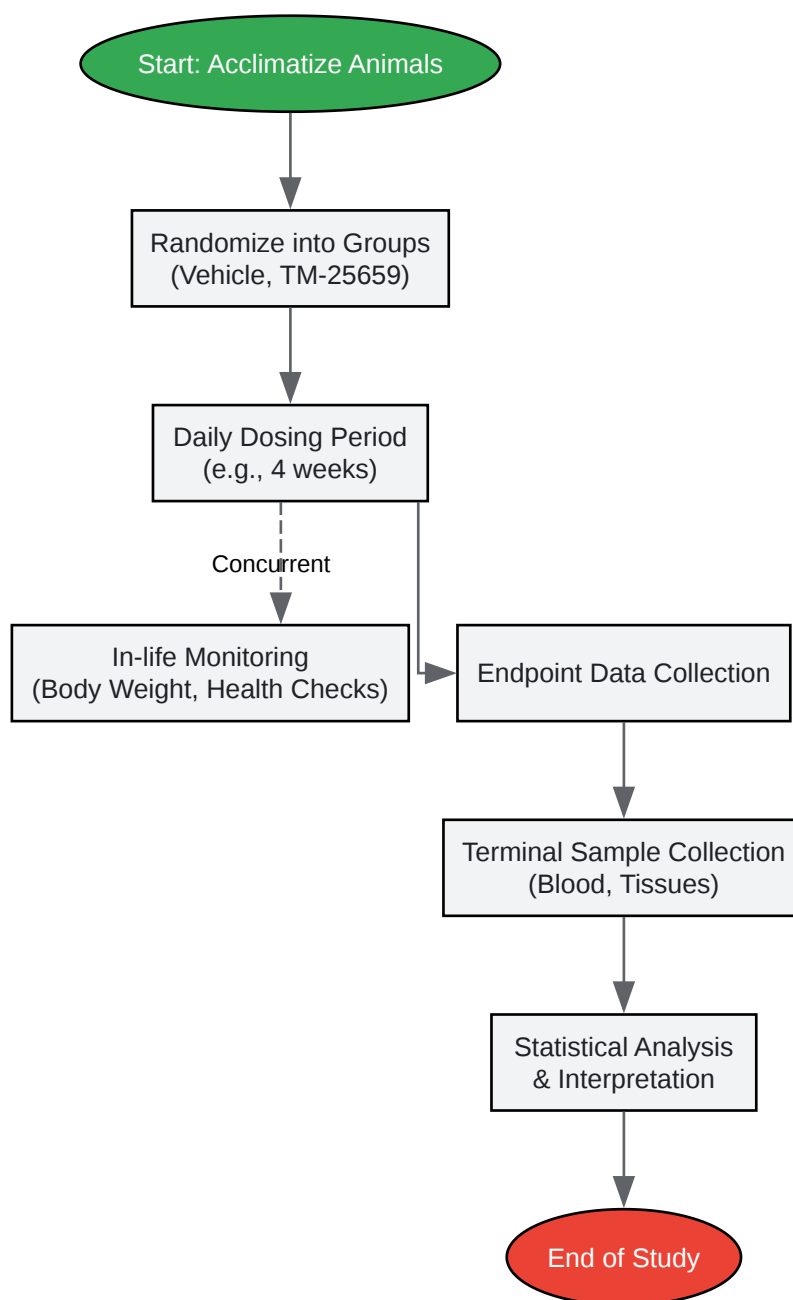 Start: Acclimatize Animals
Randomize into Groups
(Vehicle, TM-25659)
Daily Dosing Period
(e.g., 4 weeks)
Concurrent
In-life Monitoring
(Body Weight, Health Checks)
Endpoint Data Collection
Terminal Sample Collection
(Blood, Tissues)
Statistical Analysis
& Interpretation
End of Study